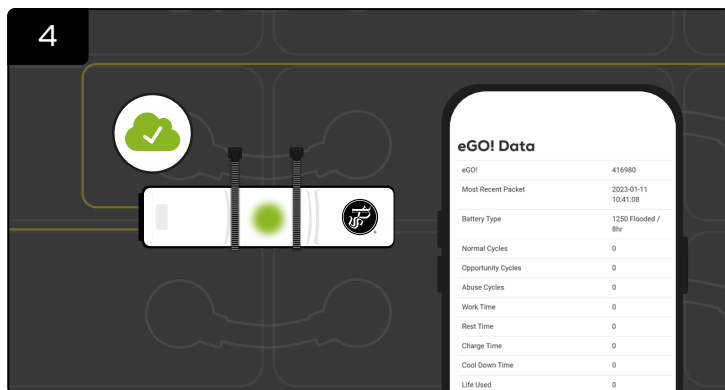 4
eGO! Data
eGO! 416980
Most Recent Packet 2023-01-11
10:41:08
Battery Type 1250 Flooded /
8hr
Normal Cycles 0
Opportunity Cycles 0
Abuse Cycles 0
Work Time 0
Rest Time 0
Charge Time 0
Cool Down Time 0
Life Used 0